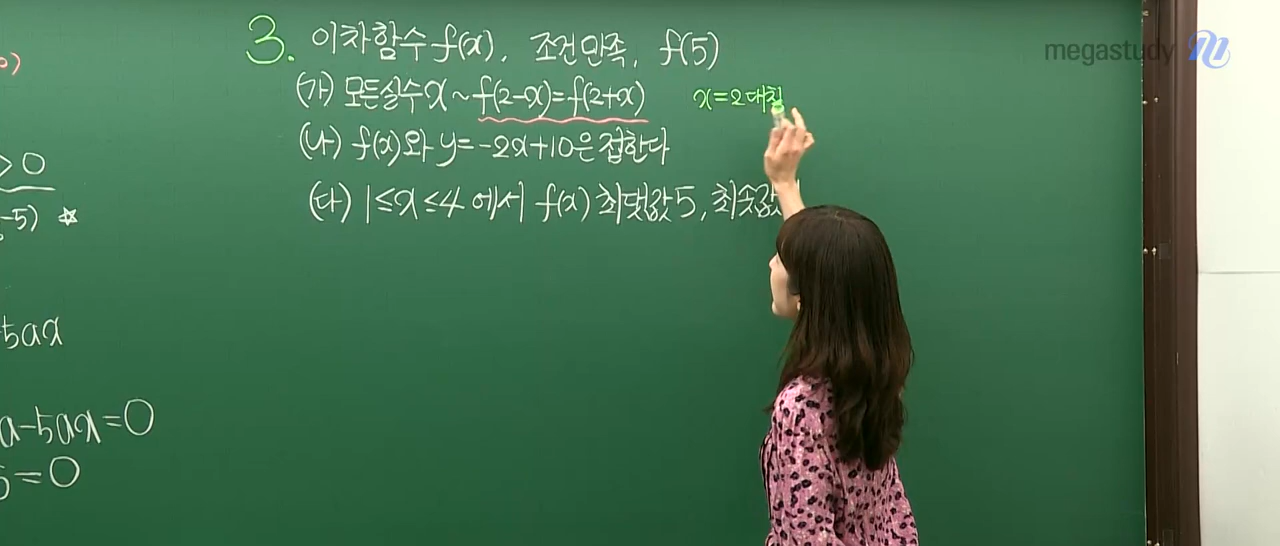 megastudy
3. 이차함수 f(x), 조건만족, f(5)
(가) 모든실수 x ~ f(2-x)=f(2+x) x=2대칭
(나) f(x)와 y=-2x+10은 접한다
(다) 1≤x≤4 에서 f(x) 최댓값 5, 최솟값
>0
-5) ☆
5ax
a-5ax=0
=0